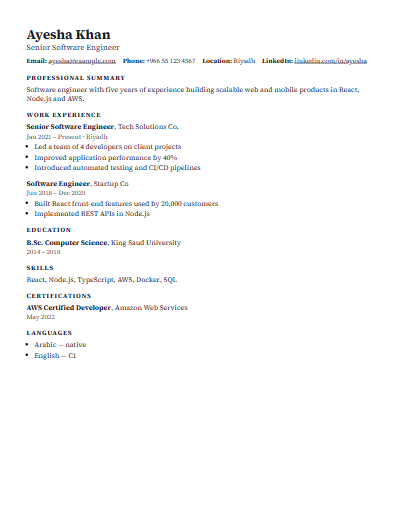 Ayesha Khan
Senior Software Engineer
Email: ayesha@example.com Phone: +966 55 123 4567 Location: Riyadh LinkedIn: linkedin.com/in/ayesha
PROFESSIONAL SUMMARY
Software engineer with five years of experience building scalable web and mobile products in React,
Node.js and AWS.
WORK EXPERIENCE
Senior Software Engineer, Tech Solutions Co.
Jan 2021 – Present · Riyadh
• Led a team of 4 developers on client projects
• Improved application performance by 40%
• Introduced automated testing and CI/CD pipelines
Software Engineer, Startup Co
Jun 2018 – Dec 2020
• Built React front-end features used by 20,000 customers
• Implemented REST APIs in Node.js
EDUCATION
B.Sc. Computer Science, King Saud University
2014 – 2018
SKILLS
React, Node.js, TypeScript, AWS, Docker, SQL
CERTIFICATIONS
AWS Certified Developer, Amazon Web Services
May 2022
LANGUAGES
• Arabic — native
• English — C1